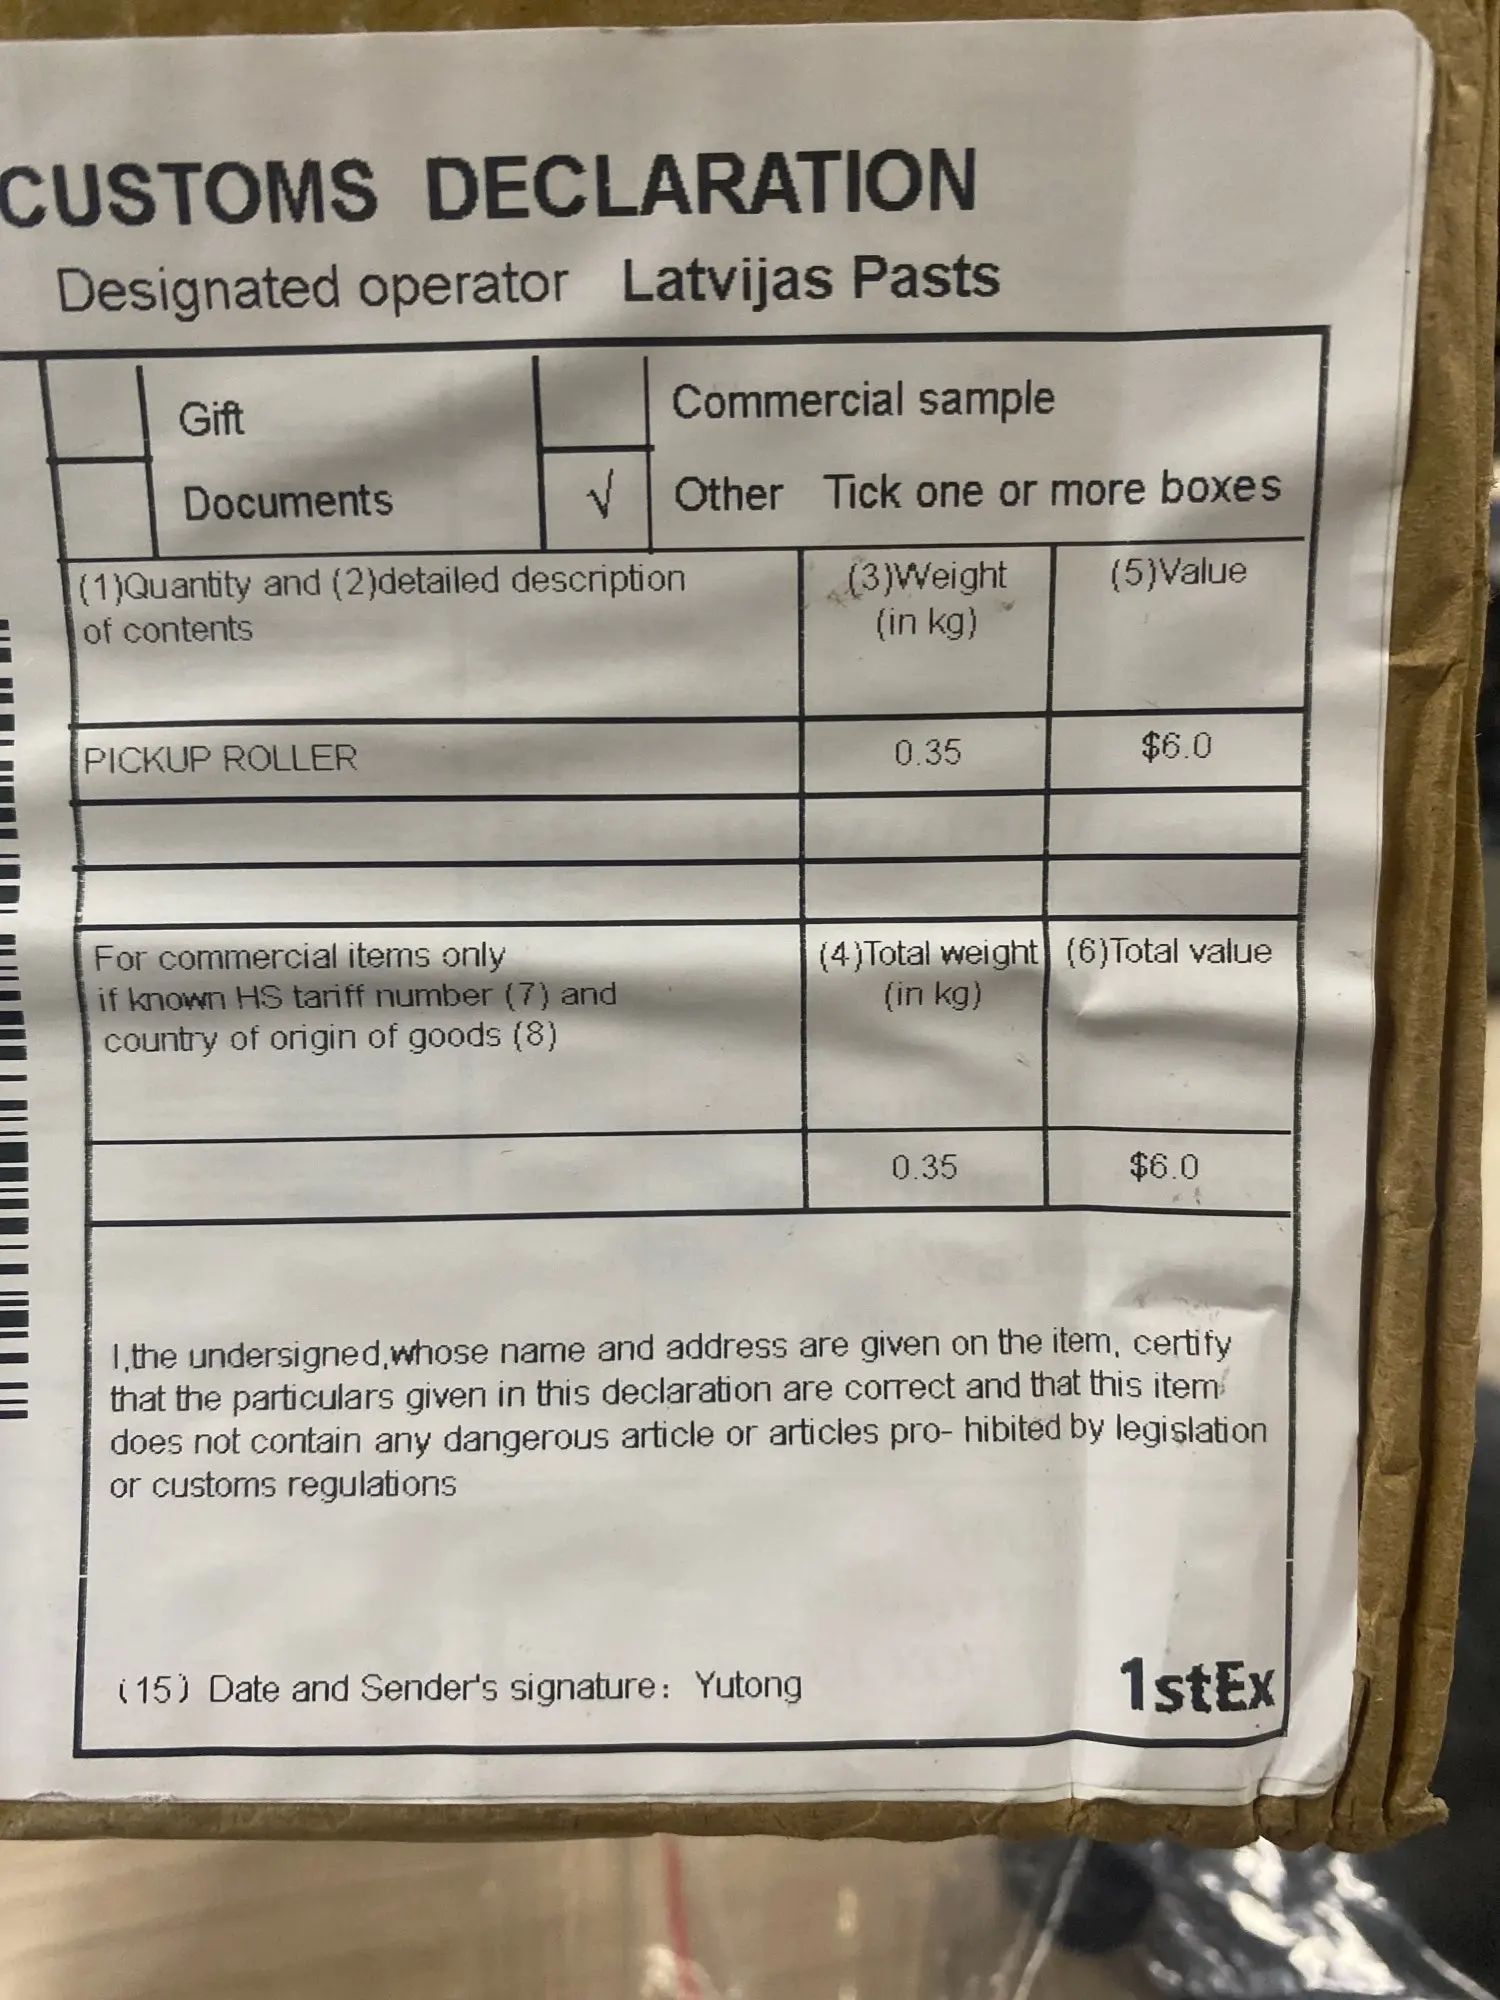 CUSTOMS DECLARATION
Designated operator Latvijas Pasts
Gift
Commercial sample
Documents
√ Other Tick one or more boxes
(1)Quantity and (2)detailed description
of contents
(3)Weight
(in kg)
(5)Value
PICKUP ROLLER 0.35 $6.0
For commercial items only
if known HS tariff number (7) and
country of origin of goods (8)
(4)Total weight
(in kg)
(6)Total value
0.35 $6.0
I,the undersigned,whose name and address are given on the item, certify
that the particulars given in this declaration are correct and that this item
does not contain any dangerous article or articles pro- hibited by legislation
or customs regulations
(15) Date and Sender's signature: Yutong
1stEx